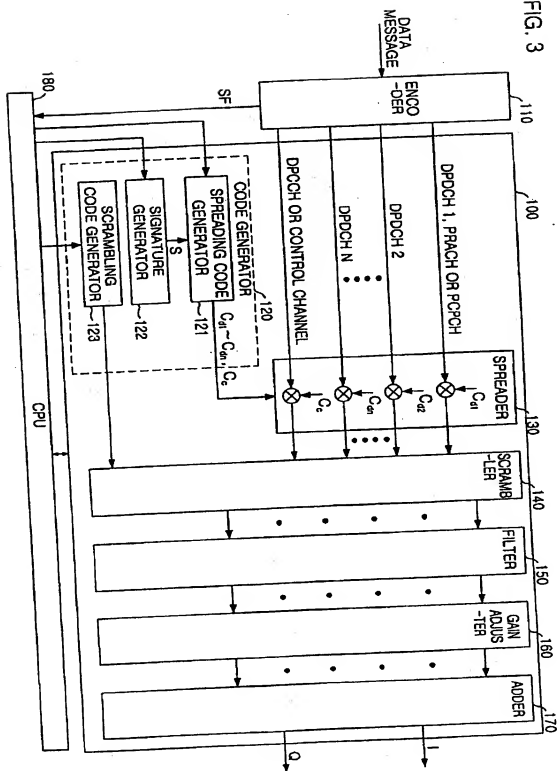 FIG. 3
DATA
MESSAGE
110
ENCO
-DER
SF
100
DPDCH 1, PRACH OR PCPCH
DPDCH 2
DPDCH N
DPCCH OR CONTROL CHANNEL
SPREADER
130
Cd1
Cd2
Cdn
Cc
CODE GENERATOR
120
SPREADING CODE
GENERATOR
121
Cd1~Cdn, Cc
S
SIGNATURE
GENERATOR
122
SCRAMBLING
CODE GENERATOR
123
SCRAMB
-LER
140
FILTER
150
GAIN
ADJUS
-TER
160
ADDER
170
I
Q
180
CPU